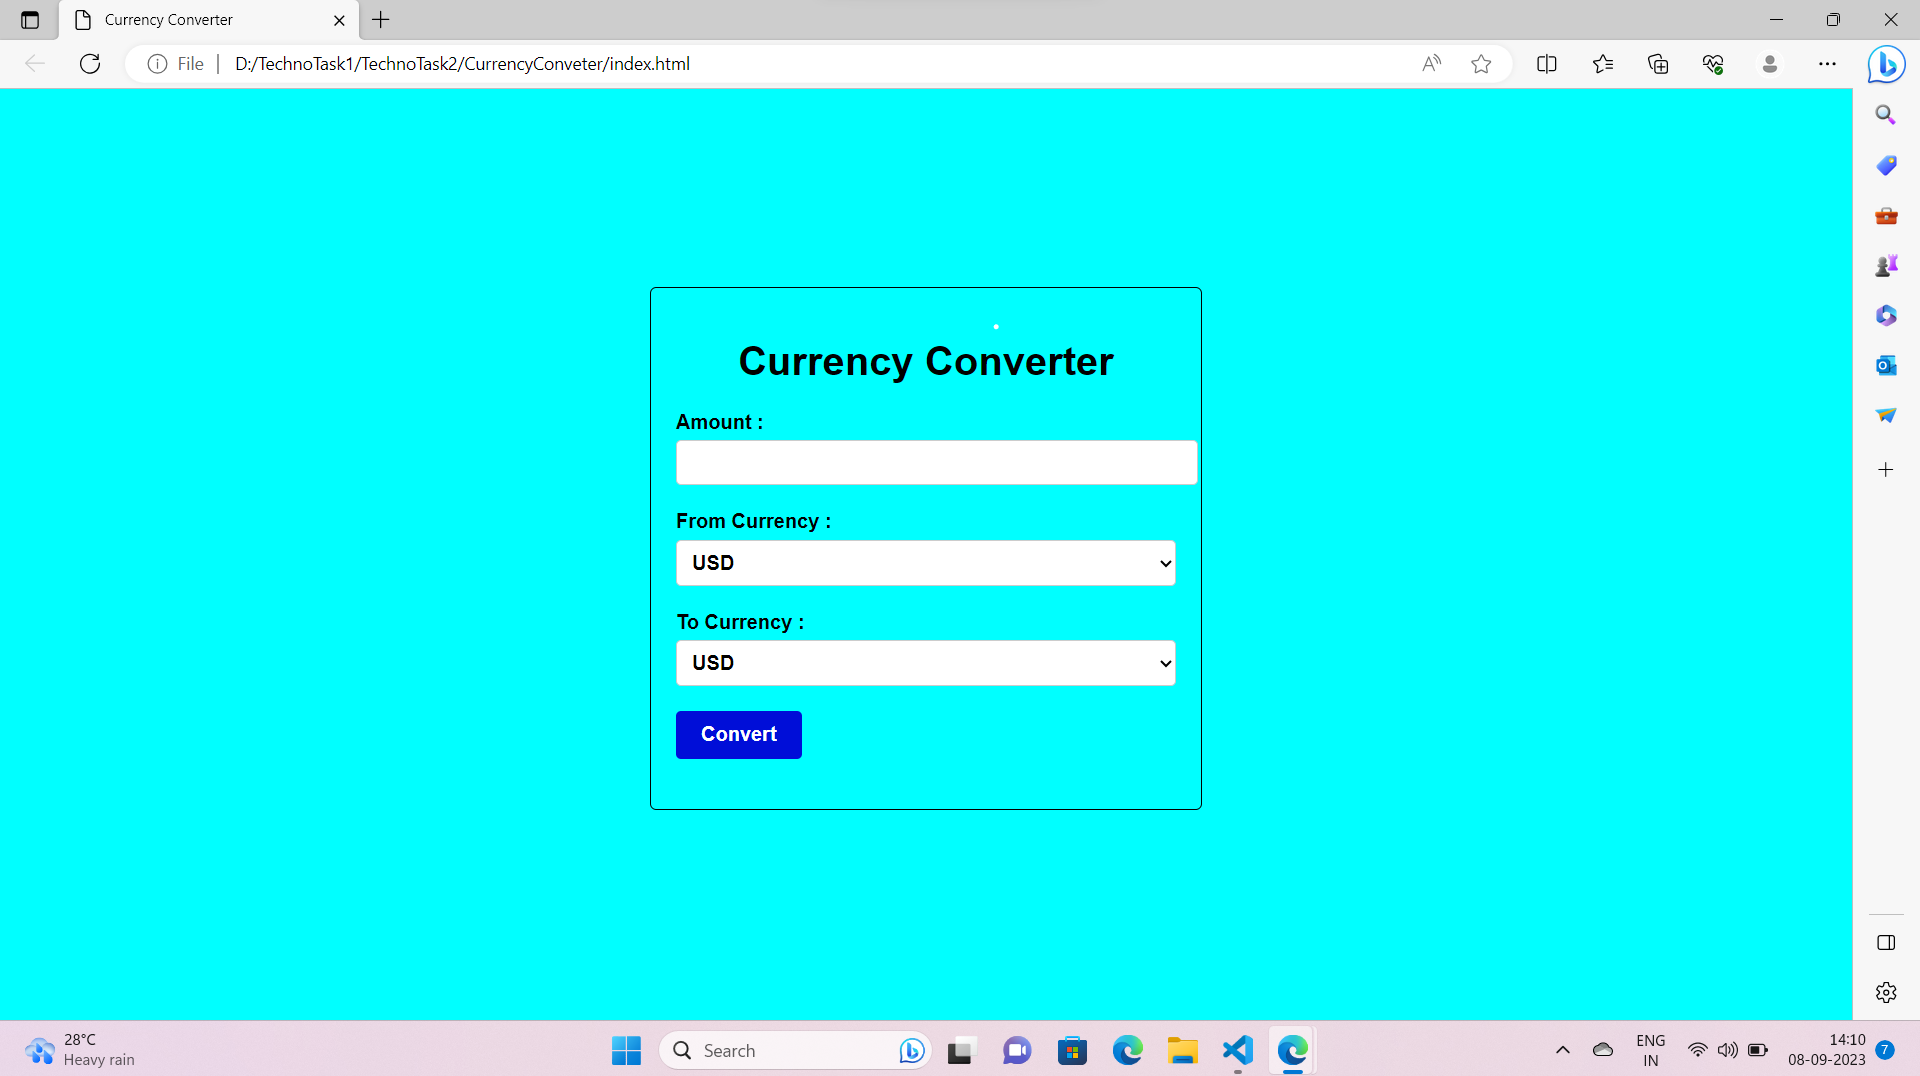 Currency Converter
File
D:/TechnoTask1/TechnoTask2/CurrencyConveter/index.html
Currency Converter
Amount :
From Currency :
USD
To Currency :
USD
Convert
28°C
Heavy rain
Search
ENG
IN
14:10
08-09-2023
7